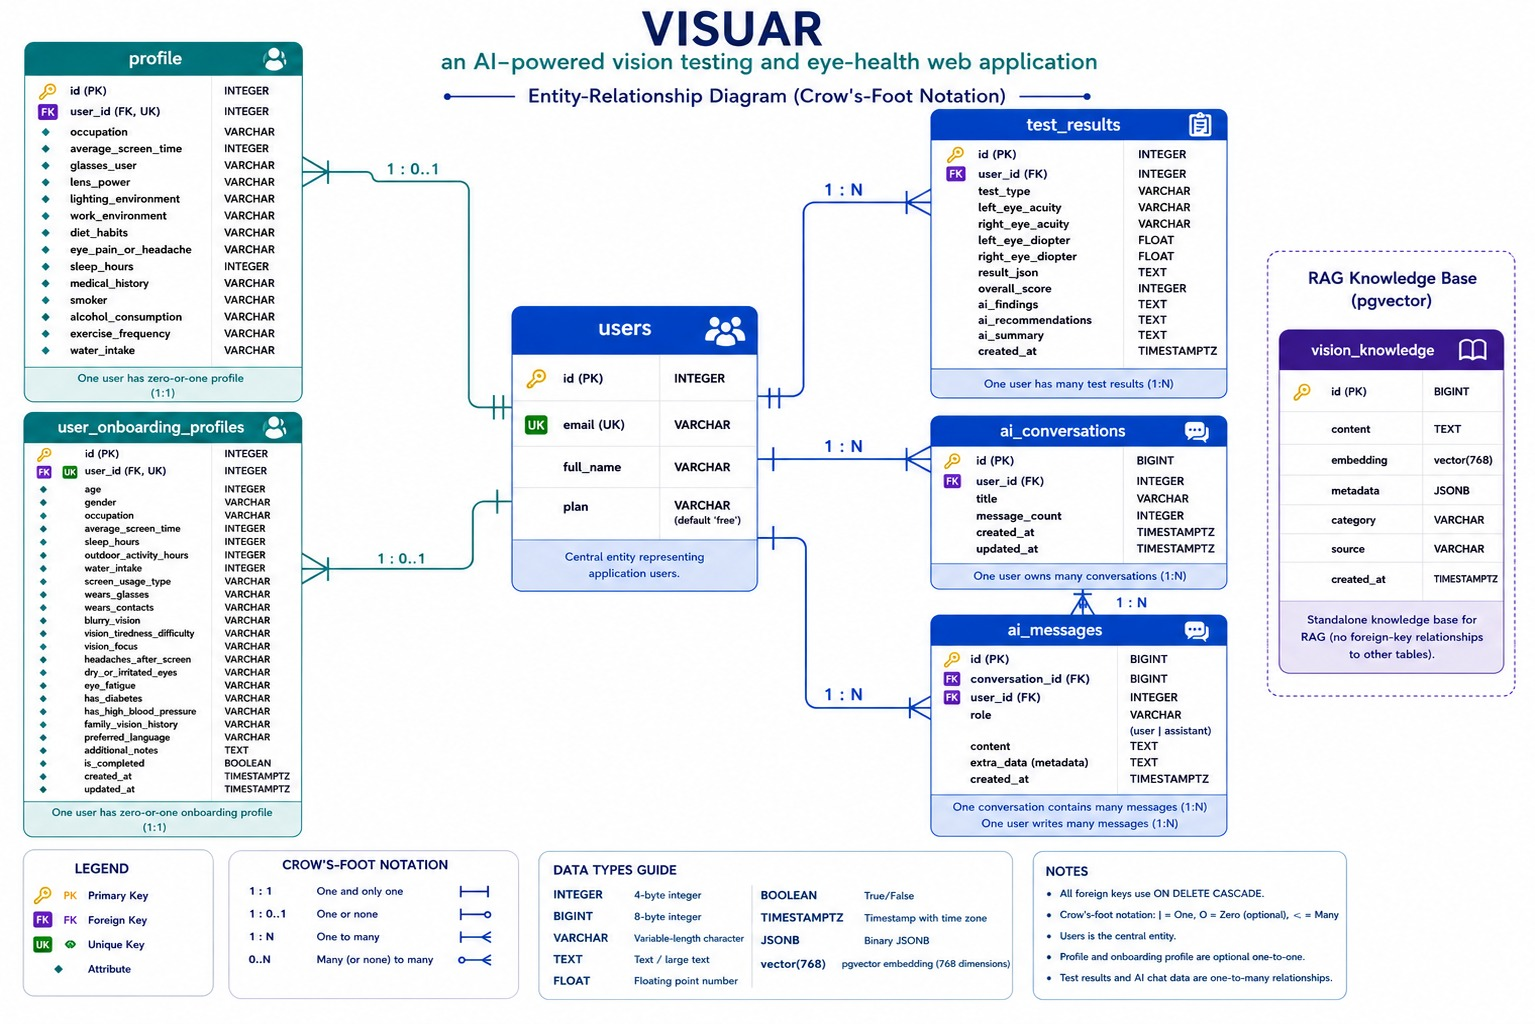 VISUAR
an AI-powered vision testing and eye-health web application
Entity-Relationship Diagram (Crow's-Foot Notation)
profile
id (PK) INTEGER
FK user_id (FK, UK) INTEGER
occupation VARCHAR
average_screen_time INTEGER
glasses_user VARCHAR
lens_power VARCHAR
lighting_environment VARCHAR
work_environment VARCHAR
diet_habits VARCHAR
eye_pain_or_headache VARCHAR
sleep_hours INTEGER
medical_history VARCHAR
smoker VARCHAR
alcohol_consumption VARCHAR
exercise_frequency VARCHAR
water_intake VARCHAR
One user has zero-or-one profile
(1:1)
1 : 0..1
user_onboarding_profiles
id (PK) INTEGER
FK UK user_id (FK, UK) INTEGER
age INTEGER
gender VARCHAR
occupation VARCHAR
average_screen_time INTEGER
sleep_hours INTEGER
outdoor_activity_hours INTEGER
water_intake INTEGER
screen_usage_type VARCHAR
wears_glasses VARCHAR
wears_contacts VARCHAR
blurry_vision VARCHAR
vision_tiredness_difficulty VARCHAR
vision_focus VARCHAR
headaches_after_screen VARCHAR
dry_or_irritated_eyes VARCHAR
eye_fatigue VARCHAR
has_diabetes VARCHAR
has_high_blood_pressure VARCHAR
family_vision_history VARCHAR
preferred_language VARCHAR
additional_notes TEXT
is_completed BOOLEAN
created_at TIMESTAMPTZ
updated_at TIMESTAMPTZ
One user has zero-or-one onboarding profile
(1:1)
1 : 0..1
users
id (PK) INTEGER
UK email (UK) VARCHAR
full_name VARCHAR
plan VARCHAR
(default 'free')
Central entity representing
application users.
1 : N
test_results
id (PK) INTEGER
FK user_id (FK) INTEGER
test_type VARCHAR
left_eye_acuity VARCHAR
right_eye_acuity VARCHAR
left_eye_diopter FLOAT
right_eye_diopter FLOAT
result_json TEXT
overall_score INTEGER
ai_findings TEXT
ai_recommendations TEXT
ai_summary TEXT
created_at TIMESTAMPTZ
One user has many test results (1:N)
1 : N
ai_conversations
id (PK) BIGINT
FK user_id (FK) INTEGER
title VARCHAR
message_count INTEGER
created_at TIMESTAMPTZ
updated_at TIMESTAMPTZ
One user owns many conversations (1:N)
1 : N
1 : N
ai_messages
id (PK) BIGINT
FK conversation_id (FK) BIGINT
FK user_id (FK) INTEGER
role VARCHAR
(user | assistant)
content TEXT
extra_data (metadata) TEXT
created_at TIMESTAMPTZ
One conversation contains many messages (1:N)
One user writes many messages (1:N)
RAG Knowledge Base
(pgvector)
vision_knowledge
id (PK) BIGINT
content TEXT
embedding vector(768)
metadata JSONB
category VARCHAR
source VARCHAR
created_at TIMESTAMPTZ
Standalone knowledge base for
RAG (no foreign-key relationships
to other tables).
LEGEND
PK Primary Key
FK FK Foreign Key
UK Unique Key
Attribute
CROW'S-FOOT NOTATION
1 : 1 One and only one
1 : 0..1 One or none
1 : N One to many
0..N Many (or none) to many
DATA TYPES GUIDE
INTEGER 4-byte integer
BIGINT 8-byte integer
VARCHAR Variable-length character
TEXT Text / large text
FLOAT Floating point number
BOOLEAN True/False
TIMESTAMPTZ Timestamp with time zone
JSONB Binary JSONB
vector(768) pgvector embedding (768 dimensions)
NOTES
• All foreign keys use ON DELETE CASCADE.
• Crow's-foot notation: | = One, O = Zero (optional), < = Many
• Users is the central entity.
• Profile and onboarding profile are optional one-to-one.
• Test results and AI chat data are one-to-many relationships.